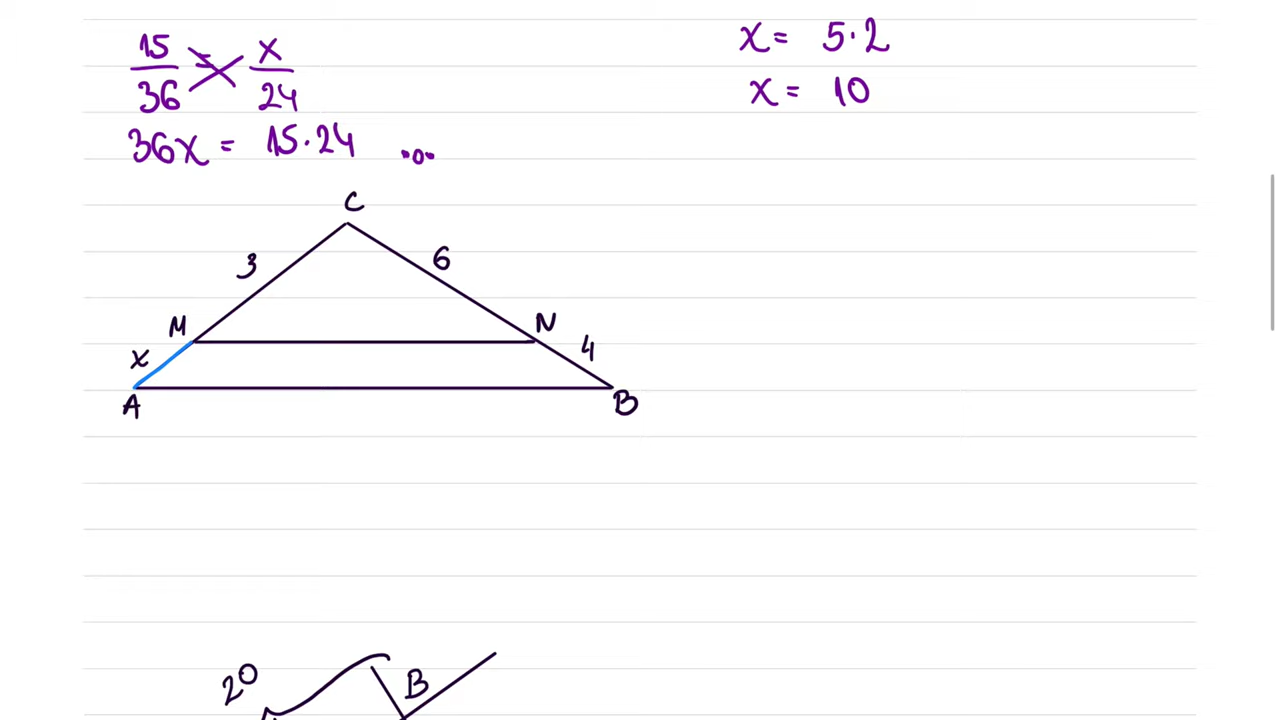 15/36 = x/24
36x = 15·24 ...
x = 5·2
x = 10
C
3 6
M N
x 4
A B
20 B